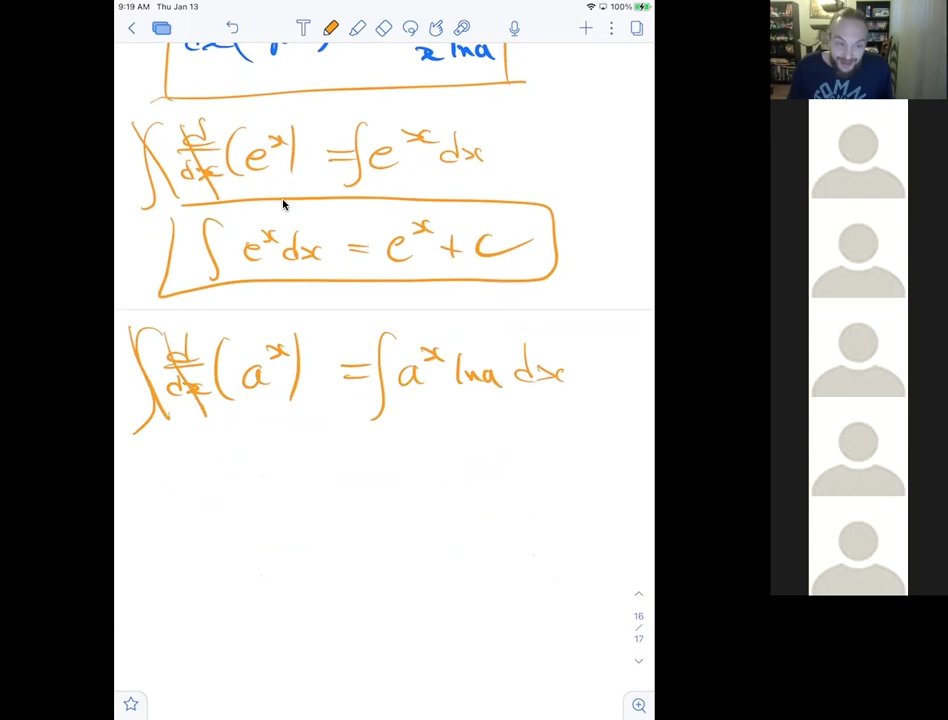 9:19 AM Thu Jan 13
100%
x ln a
∫ d/dx (e^x) = ∫ e^x dx
∫ e^x dx = e^x + C
∫ d/dx (a^x) = ∫ a^x ln a dx
16
/
17